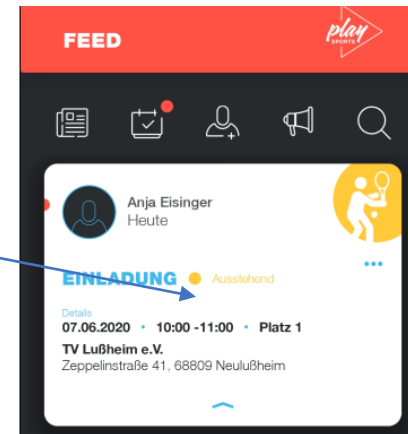 FEED
play
SPORTS
Anja Eisinger
Heute
EINLADUNG Ausstehend
Details
07.06.2020 • 10:00 -11:00 • Platz 1
TV Lußheim e.V.
Zeppelinstraße 41, 68809 Neulußheim